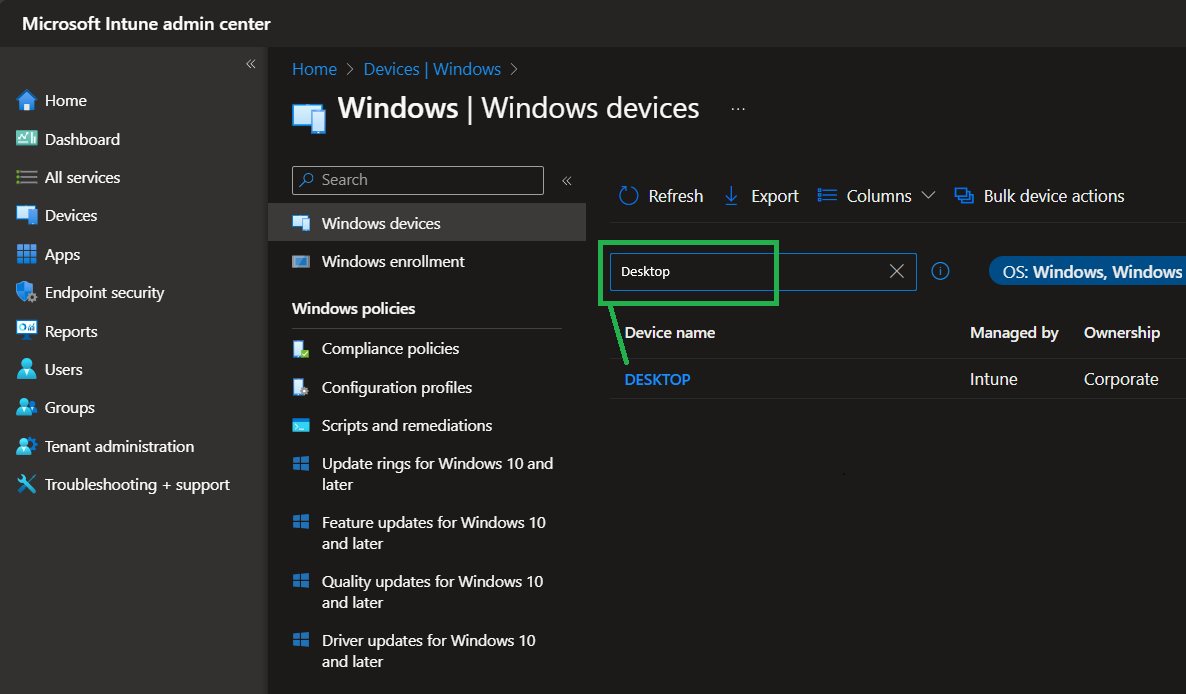 Microsoft Intune admin center
«
Home
Dashboard
All services
Devices
Apps
Endpoint security
Reports
Users
Groups
Tenant administration
Troubleshooting + support
Home > Devices | Windows >
Windows | Windows devices ...
Search «
Windows devices
Windows enrollment
Windows policies
Compliance policies
Configuration profiles
Scripts and remediations
Update rings for Windows 10 and
later
Feature updates for Windows 10
and later
Quality updates for Windows 10
and later
Driver updates for Windows 10
and later
Refresh Export Columns Bulk device actions
Desktop OS: Windows, Windows
Device name Managed by Ownership
DESKTOP Intune Corporate